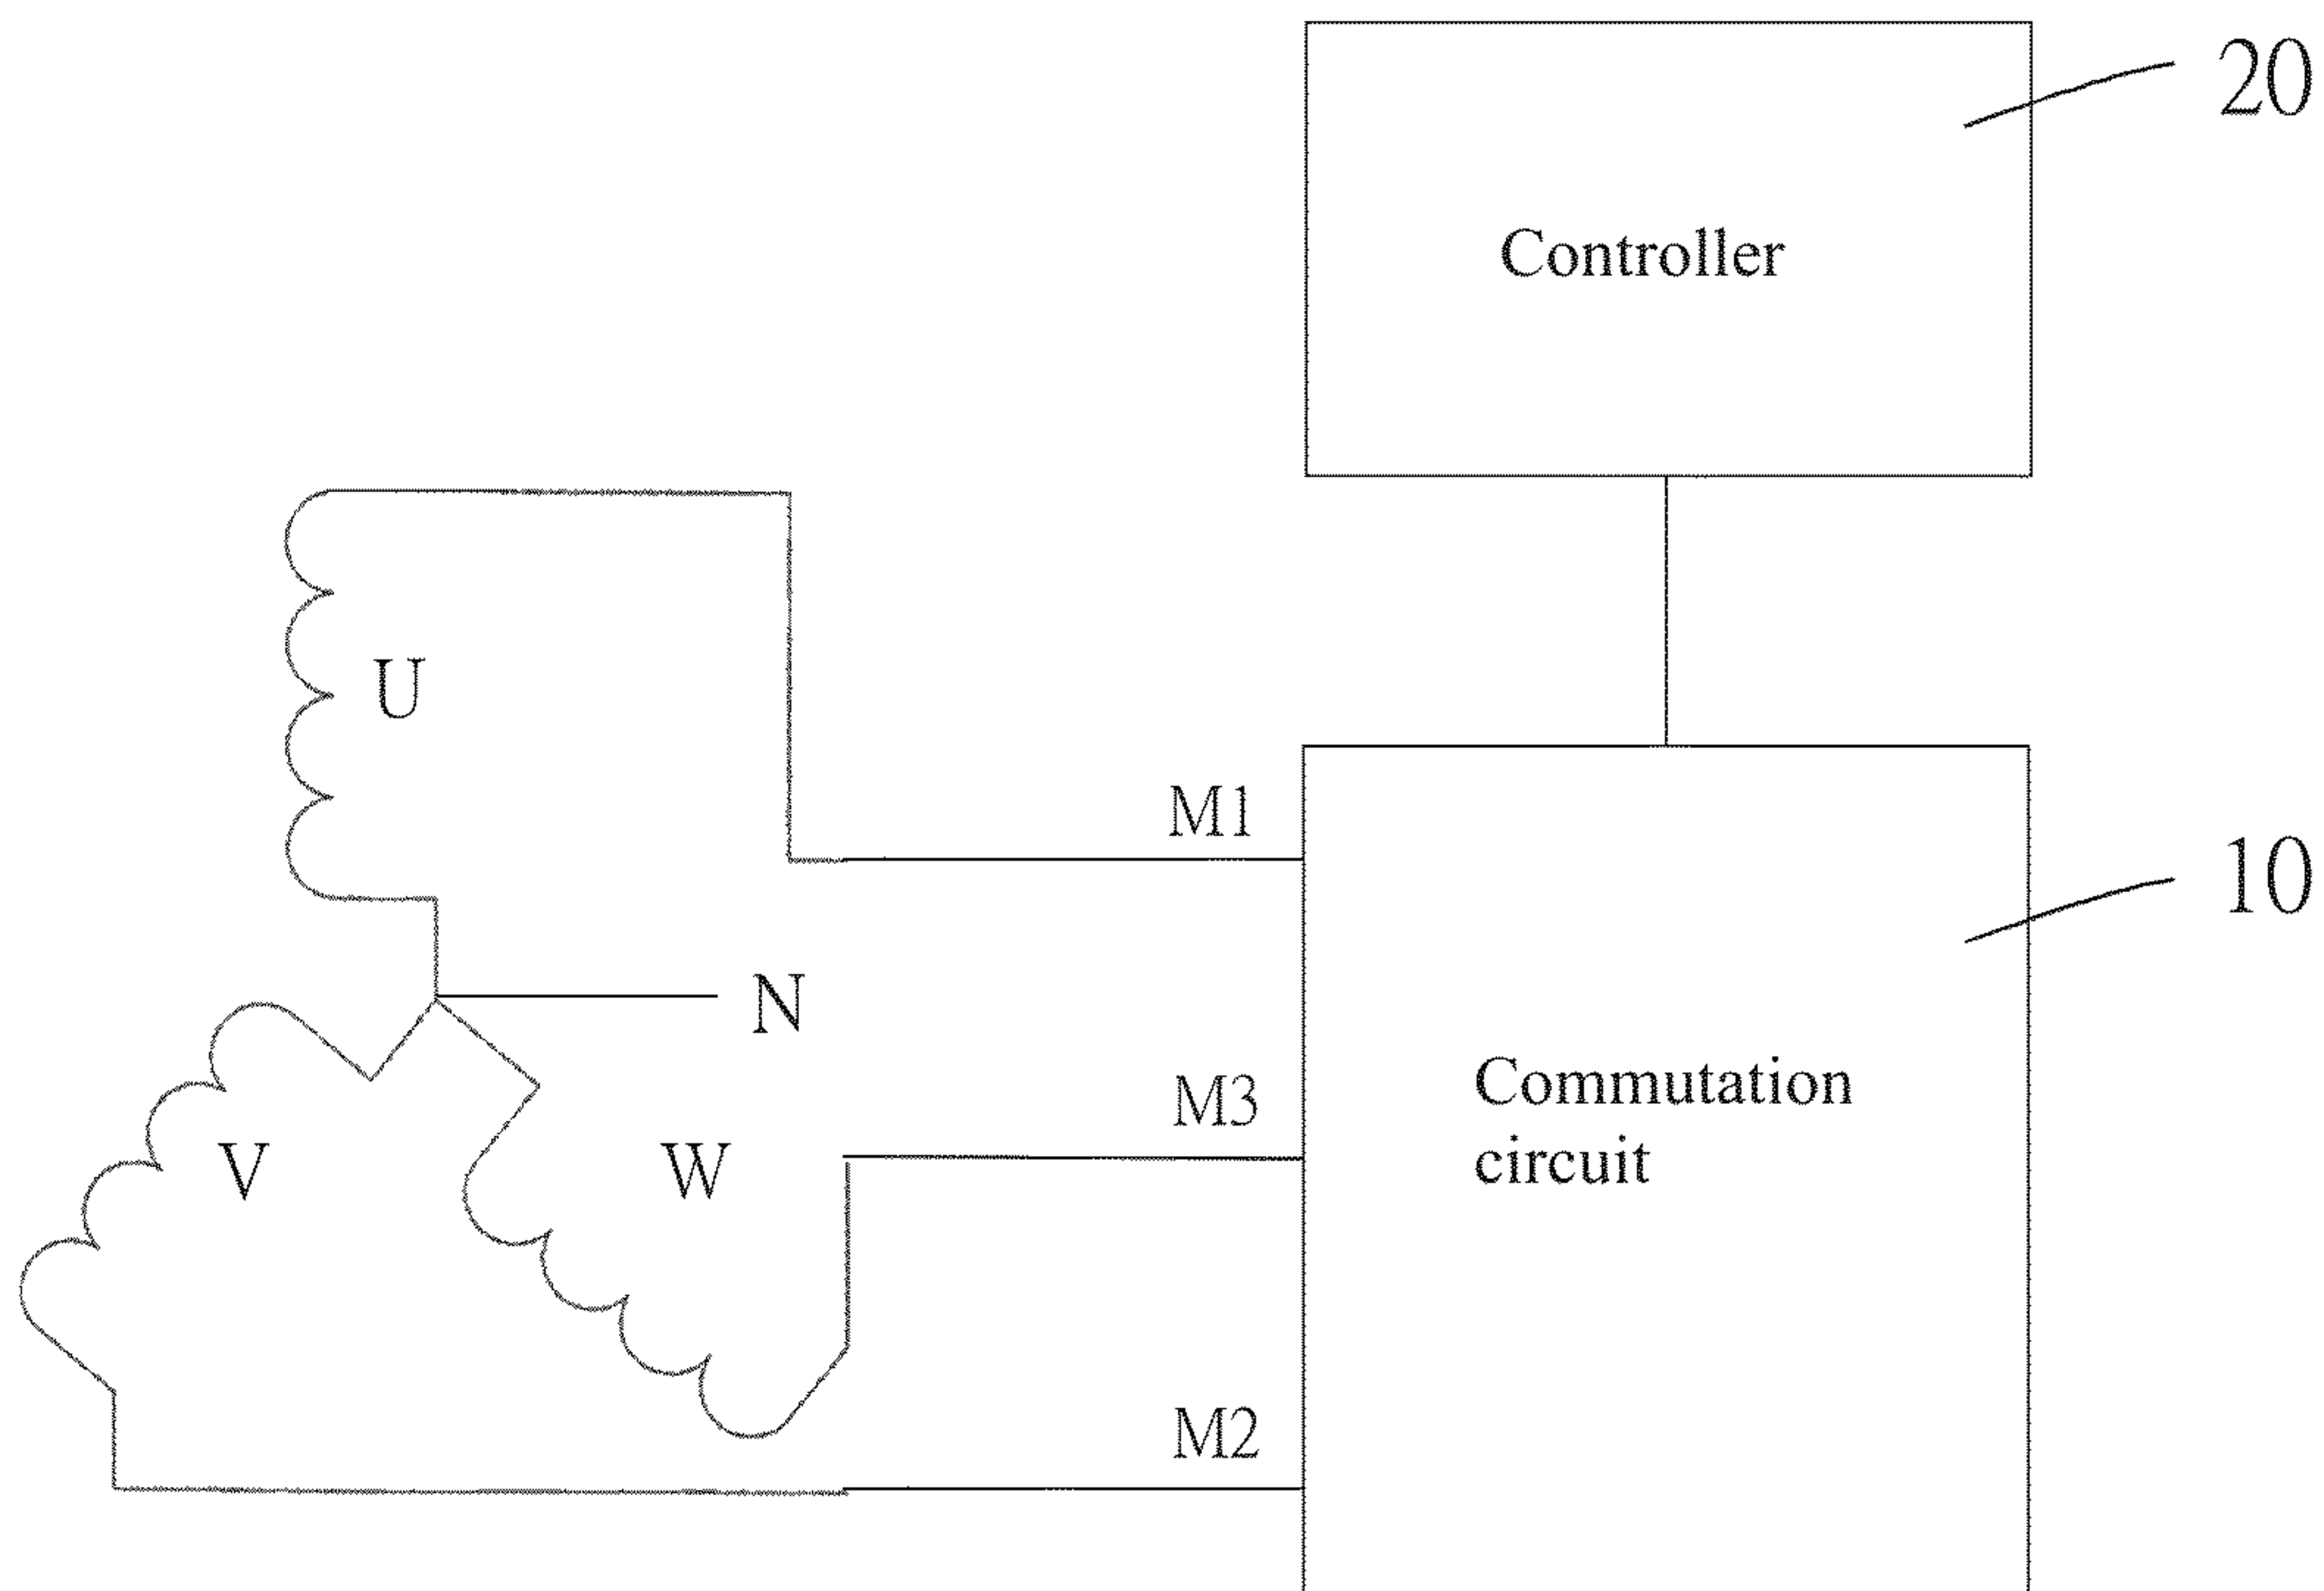 20
Controller
U
M1
10
N
M3
Commutation
circuit
V
W
M2